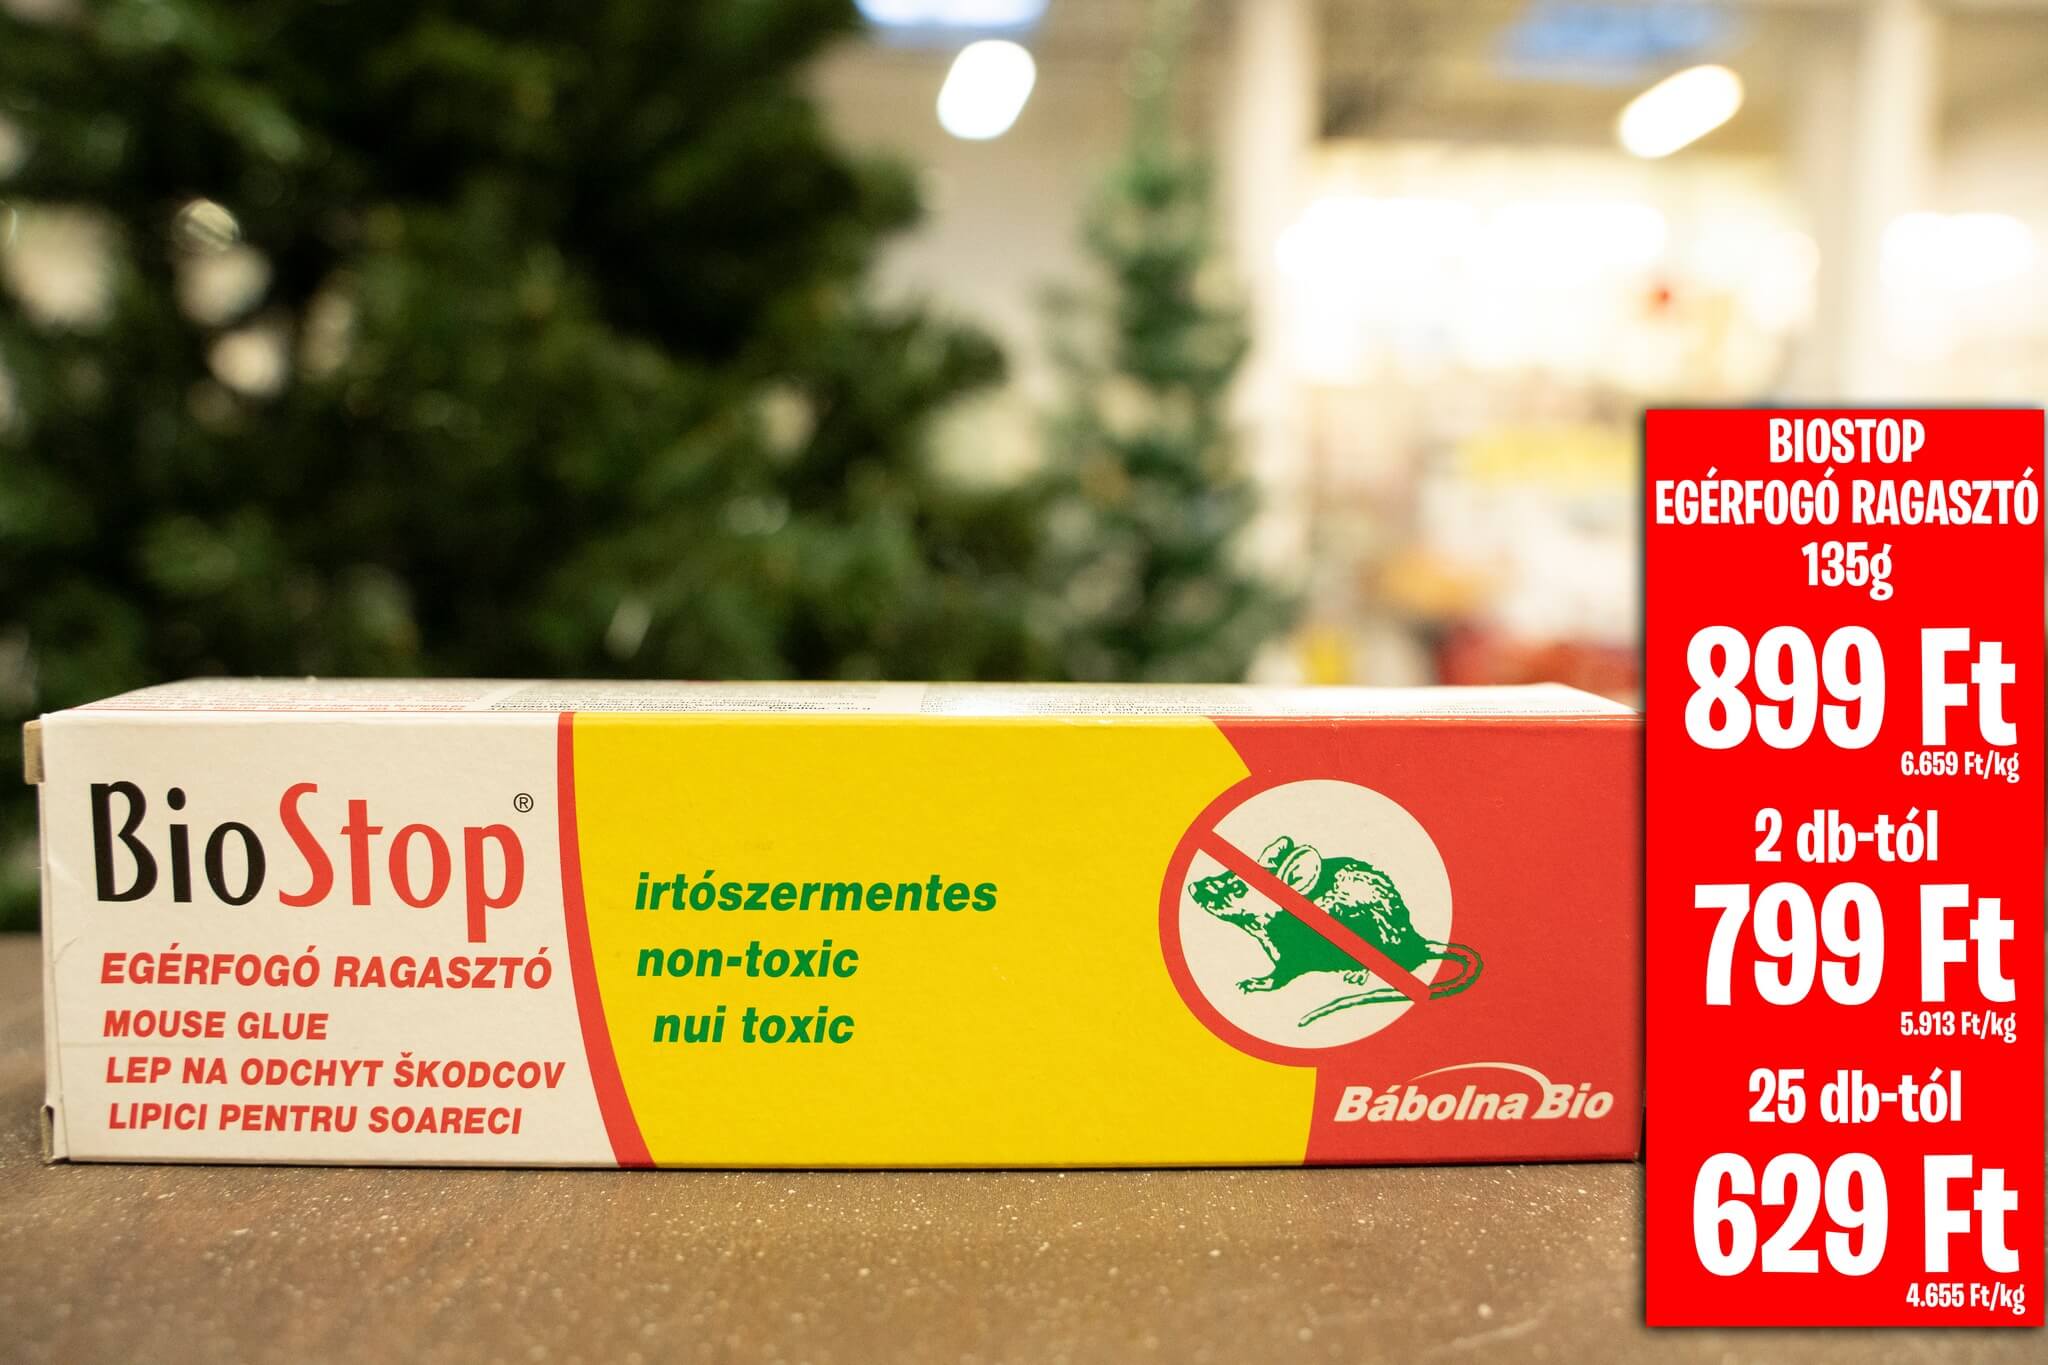 BioStop®
EGÉRFOGÓ RAGASZTÓ
MOUSE GLUE
LEP NA ODCHYT ŠKODCOV
LIPICI PENTRU SOARECI
irtószermentes
non-toxic
nui toxic
Bábolna Bio
BIOSTOP
EGÉRFOGÓ RAGASZTÓ
135g
899 Ft
6.659 Ft/kg
2 db-tól
799 Ft
5.913 Ft/kg
25 db-tól
629 Ft
4.655 Ft/kg